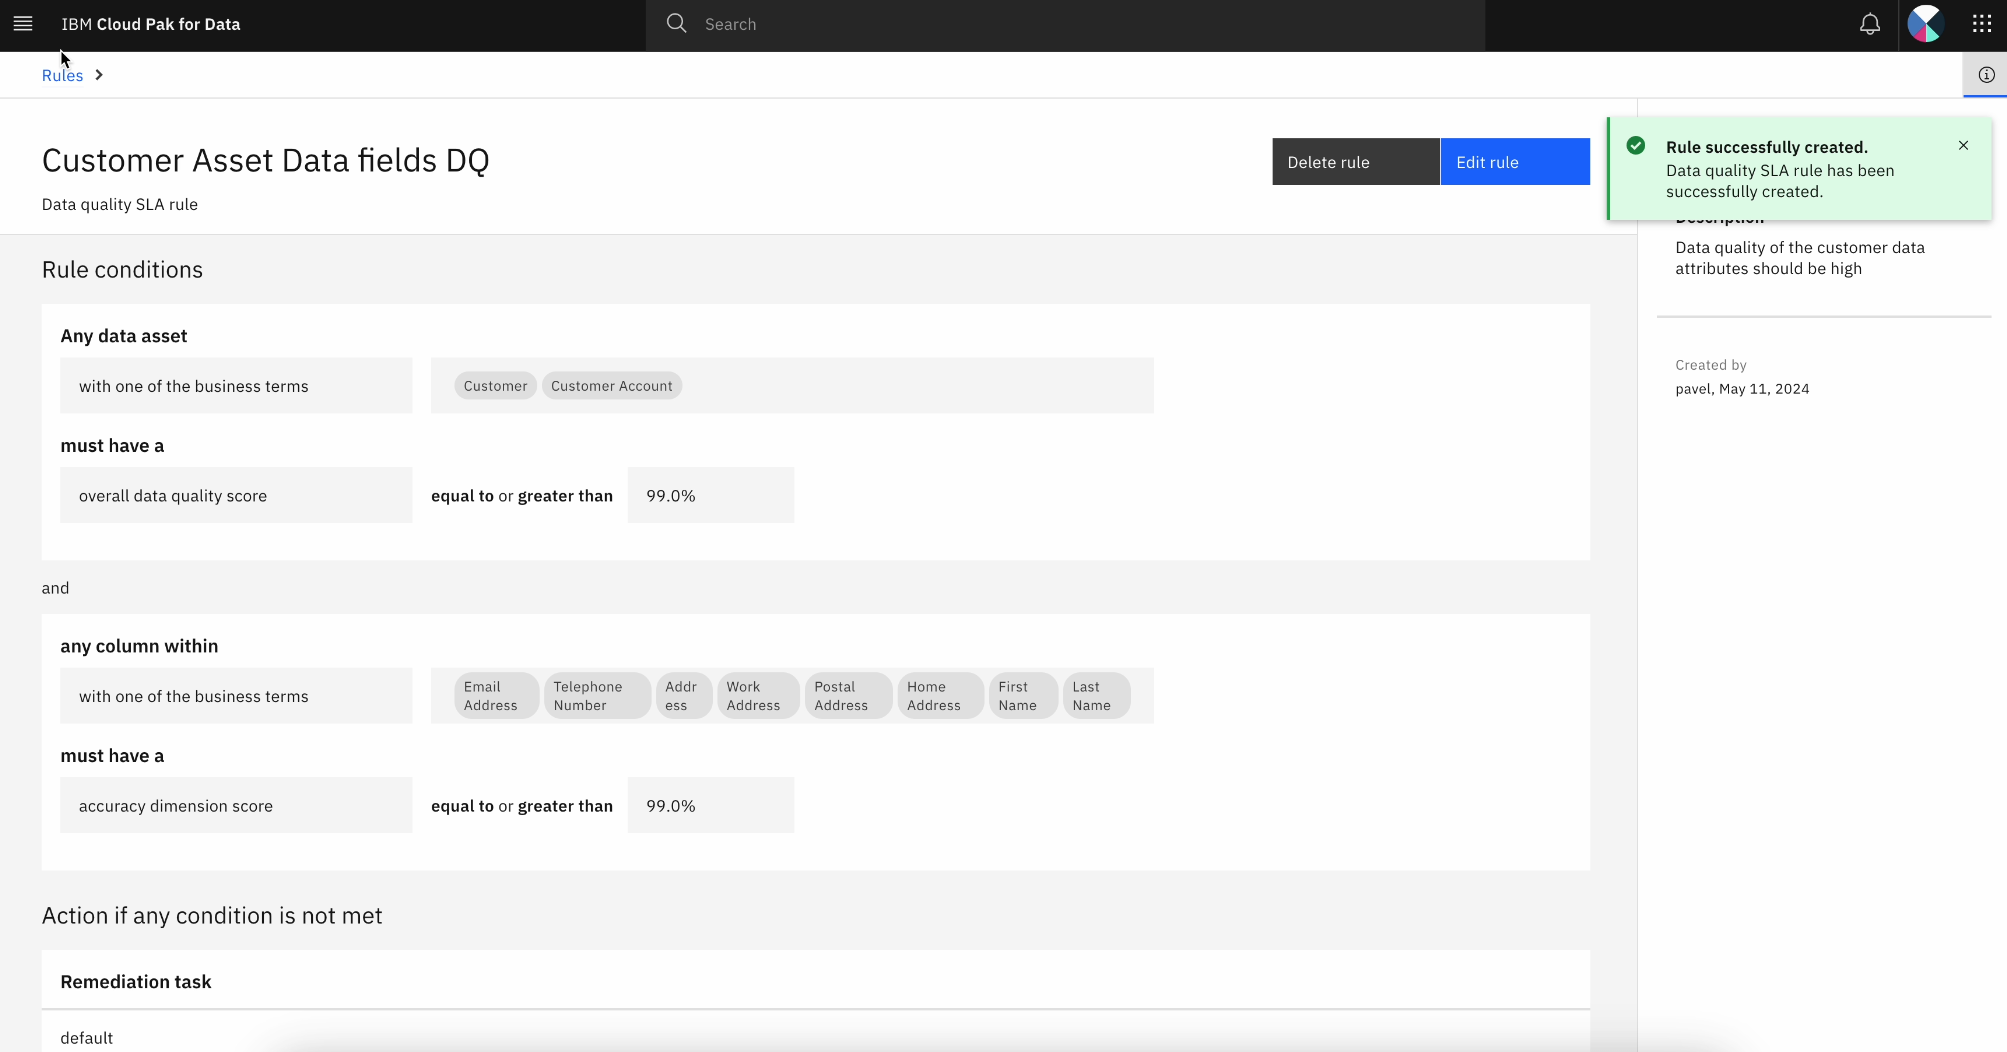 IBM Cloud Pak for Data
Search
Rules
Customer Asset Data fields DQ
Data quality SLA rule
Delete rule
Edit rule
Rule successfully created.
Data quality SLA rule has been
successfully created.
Description
Data quality of the customer data
attributes should be high
Created by
pavel, May 11, 2024
Rule conditions
Any data asset
with one of the business terms
Customer
Customer Account
must have a
overall data quality score
equal to or greater than
99.0%
and
any column within
with one of the business terms
Email
Address
Telephone
Number
Addr
ess
Work
Address
Postal
Address
Home
Address
First
Name
Last
Name
must have a
accuracy dimension score
equal to or greater than
99.0%
Action if any condition is not met
Remediation task
default